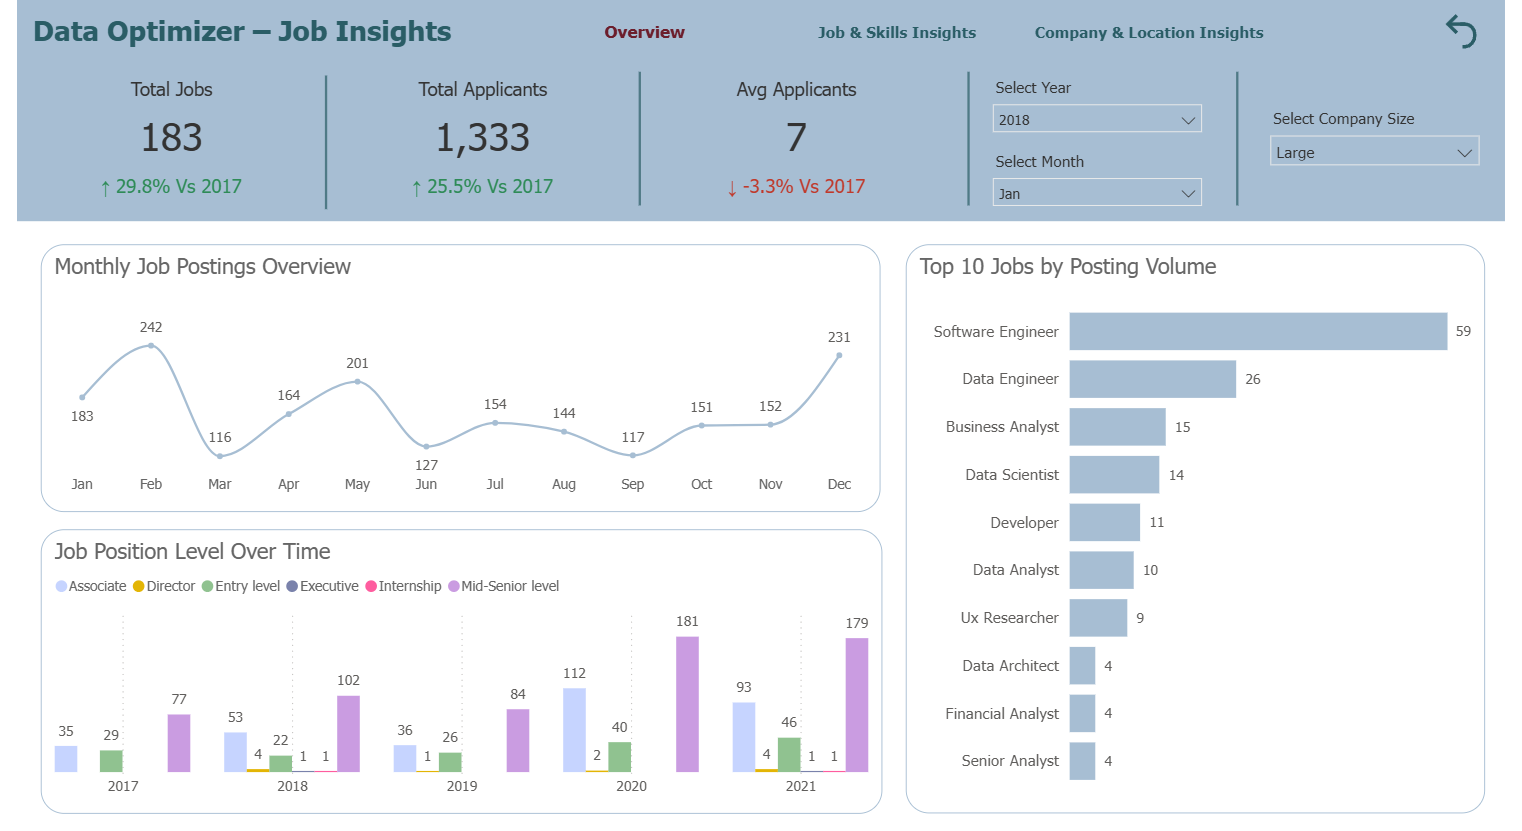 Data Optimizer – Job Insights
Overview
Job & Skills Insights
Company & Location Insights
Total Jobs
183
↑ 29.8% Vs 2017
Total Applicants
1,333
↑ 25.5% Vs 2017
Avg Applicants
7
↓ -3.3% Vs 2017
Select Year
2018
Select Month
Jan
Select Company Size
Large
Monthly Job Postings Overview
242
231
201
183
164
154
144
151
152
116
127
117
Jan Feb Mar Apr May Jun Jul Aug Sep Oct Nov Dec
Job Position Level Over Time
Associate Director Entry level Executive Internship Mid-Senior level
35 29 77
53 4 22 1 1 102
36 1 26 84
112 2 40 181
93 4 46 1 1 179
2017 2018 2019 2020 2021
Top 10 Jobs by Posting Volume
Software Engineer 59
Data Engineer 26
Business Analyst 15
Data Scientist 14
Developer 11
Data Analyst 10
Ux Researcher 9
Data Architect 4
Financial Analyst 4
Senior Analyst 4